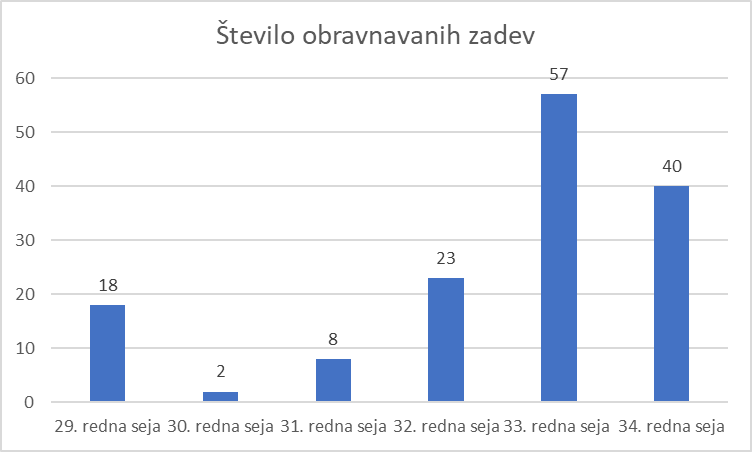 Število obravnavanih zadev
60
50
40
30
20
10
0
18
2
8
23
57
40
29. redna seja
30. redna seja
31. redna seja
32. redna seja
33. redna seja
34. redna seja